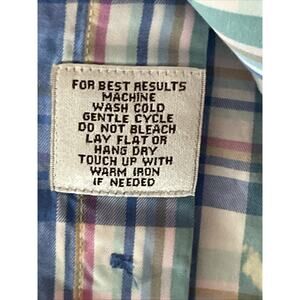 FOR BEST RESULTS
MACHINE
WASH COLD
GENTLE CYCLE
DO NOT BLEACH
LAY FLAT OR
HANG DRY
TOUCH UP WITH
WARM IRON
IF NEEDED